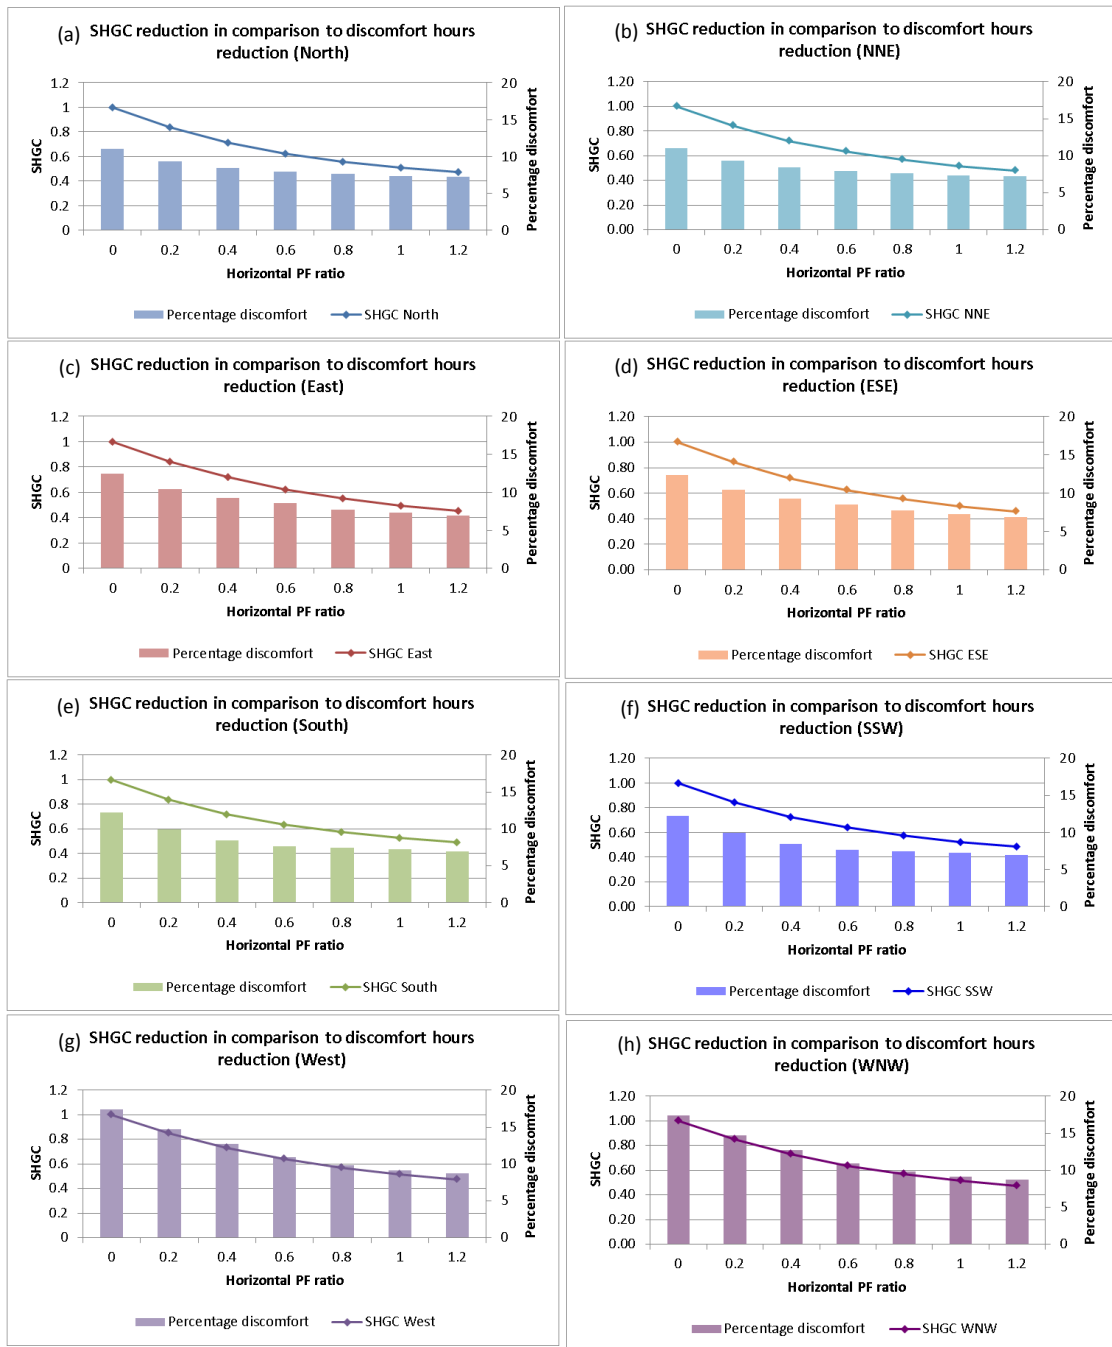 (a) SHGC reduction in comparison to discomfort hours
reduction (North)
1.2
1
0.8
0.6
0.4
0.2
0
SHGC
20
15
10
5
0
Percentage discomfort
0 0.2 0.4 0.6 0.8 1 1.2
Horizontal PF ratio
Percentage discomfort SHGC North
(b) SHGC reduction in comparison to discomfort hours
reduction (NNE)
1.20
1.00
0.80
0.60
0.40
0.20
0.00
SHGC
20
15
10
5
0
Percentage discomfort
0 0.2 0.4 0.6 0.8 1 1.2
Horizontal PF ratio
Percentage discomfort SHGC NNE
(c) SHGC reduction in comparison to discomfort hours
reduction (East)
1.2
1
0.8
0.6
0.4
0.2
0
SHGC
20
15
10
5
0
Percentage discomfort
0 0.2 0.4 0.6 0.8 1 1.2
Horizontal PF ratio
Percentage discomfort SHGC East
(d) SHGC reduction in comparison to discomfort hours
reduction (ESE)
1.20
1.00
0.80
0.60
0.40
0.20
0.00
SHGC
20
15
10
5
0
Percentage discomfort
0 0.2 0.4 0.6 0.8 1 1.2
Horizontal PF ratio
Percentage discomfort SHGC ESE
(e) SHGC reduction in comparison to discomfort hours
reduction (South)
1.2
1
0.8
0.6
0.4
0.2
0
SHGC
20
15
10
5
0
Percentage discomfort
0 0.2 0.4 0.6 0.8 1 1.2
Horizontal PF ratio
Percentage discomfort SHGC South
(f) SHGC reduction in comparison to discomfort hours
reduction (SSW)
1.20
1.00
0.80
0.60
0.40
0.20
0.00
SHGC
20
15
10
5
0
Percentage discomfort
0 0.2 0.4 0.6 0.8 1 1.2
Horizontal PF ratio
Percentage discomfort SHGC SSW
(g) SHGC reduction in comparison to discomfort hours
reduction (West)
1.2
1
0.8
0.6
0.4
0.2
0
SHGC
20
15
10
5
0
Percentage discomfort
0 0.2 0.4 0.6 0.8 1 1.2
Horizontal PF ratio
Percentage discomfort SHGC West
(h) SHGC reduction in comparison to discomfort hours
reduction (WNW)
1.20
1.00
0.80
0.60
0.40
0.20
0.00
SHGC
20
15
10
5
0
Percentage discomfort
0 0.2 0.4 0.6 0.8 1 1.2
Horizontal PF ratio
Percentage discomfort SHGC WNW